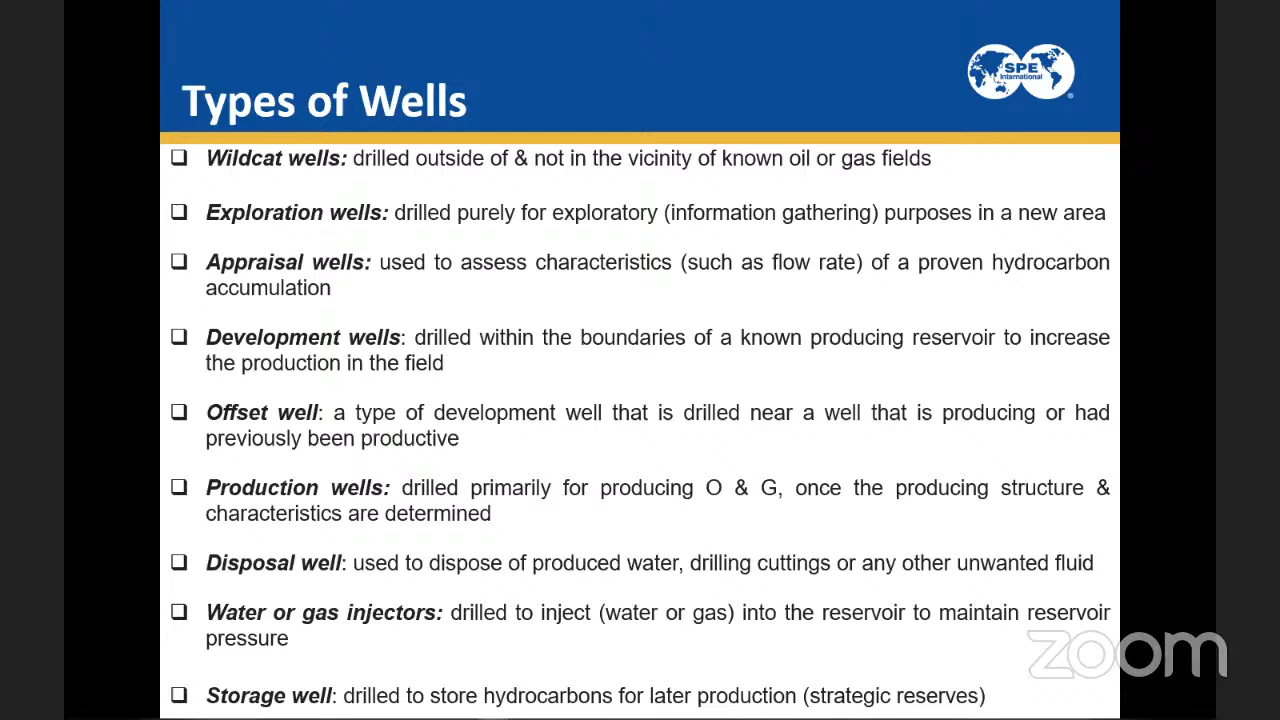 SPE
International
Types of Wells
❑ Wildcat wells: drilled outside of & not in the vicinity of known oil or gas fields
❑ Exploration wells: drilled purely for exploratory (information gathering) purposes in a new area
❑ Appraisal wells: used to assess characteristics (such as flow rate) of a proven hydrocarbon
accumulation
❑ Development wells: drilled within the boundaries of a known producing reservoir to increase
the production in the field
❑ Offset well: a type of development well that is drilled near a well that is producing or had
previously been productive
❑ Production wells: drilled primarily for producing O & G, once the producing structure &
characteristics are determined
❑ Disposal well: used to dispose of produced water, drilling cuttings or any other unwanted fluid
❑ Water or gas injectors: drilled to inject (water or gas) into the reservoir to maintain reservoir
pressure
zoom
❑ Storage well: drilled to store hydrocarbons for later production (strategic reserves)